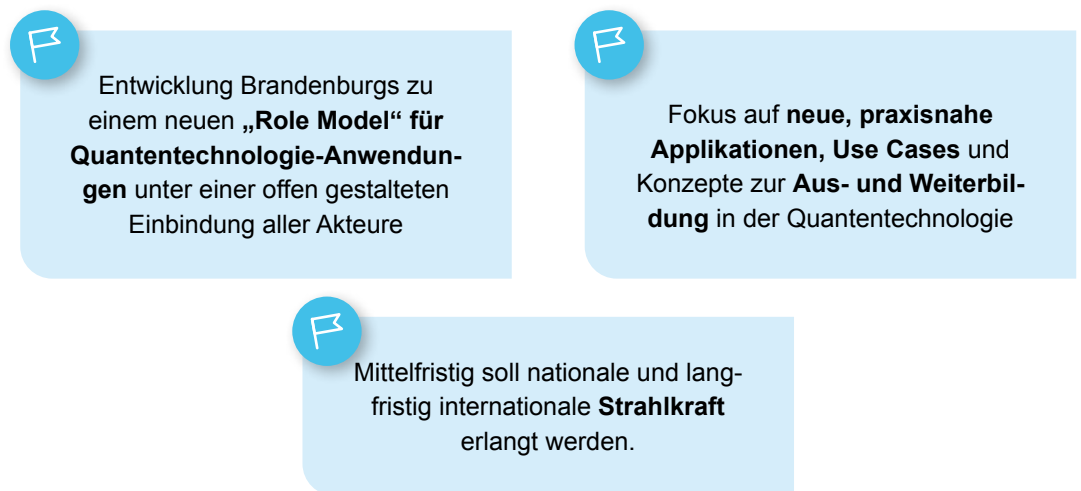 Entwicklung Brandenburgs zu
einem neuen „Role Model“ für
Quantentechnologie-Anwendun-
gen unter einer offen gestalteten
Einbindung aller Akteure
Fokus auf neue, praxisnahe
Applikationen, Use Cases und
Konzepte zur Aus- und Weiterbil-
dung in der Quantentechnologie
Mittelfristig soll nationale und lang-
fristig internationale Strahlkraft
erlangt werden.